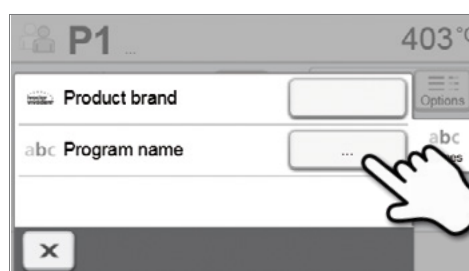 P1 ...
403 °C
Product brand
Options
abc Program name
...
abc